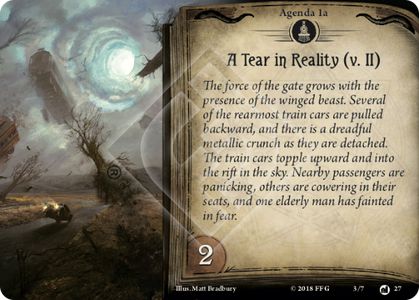 Agenda 1a
A Tear in Reality (v. II)
The force of the gate grows with the
presence of the winged beast. Several
of the rearmost train cars are pulled
backward, and there is a dreadful
metallic crunch as they are detached.
The train cars topple upward and into
the rift in the sky. Nearby passengers are
panicking, others are cowering in their
seats, and one elderly man has fainted
in fear.
2
Illus. Matt Bradbury
© 2018 FFG
3/7
27